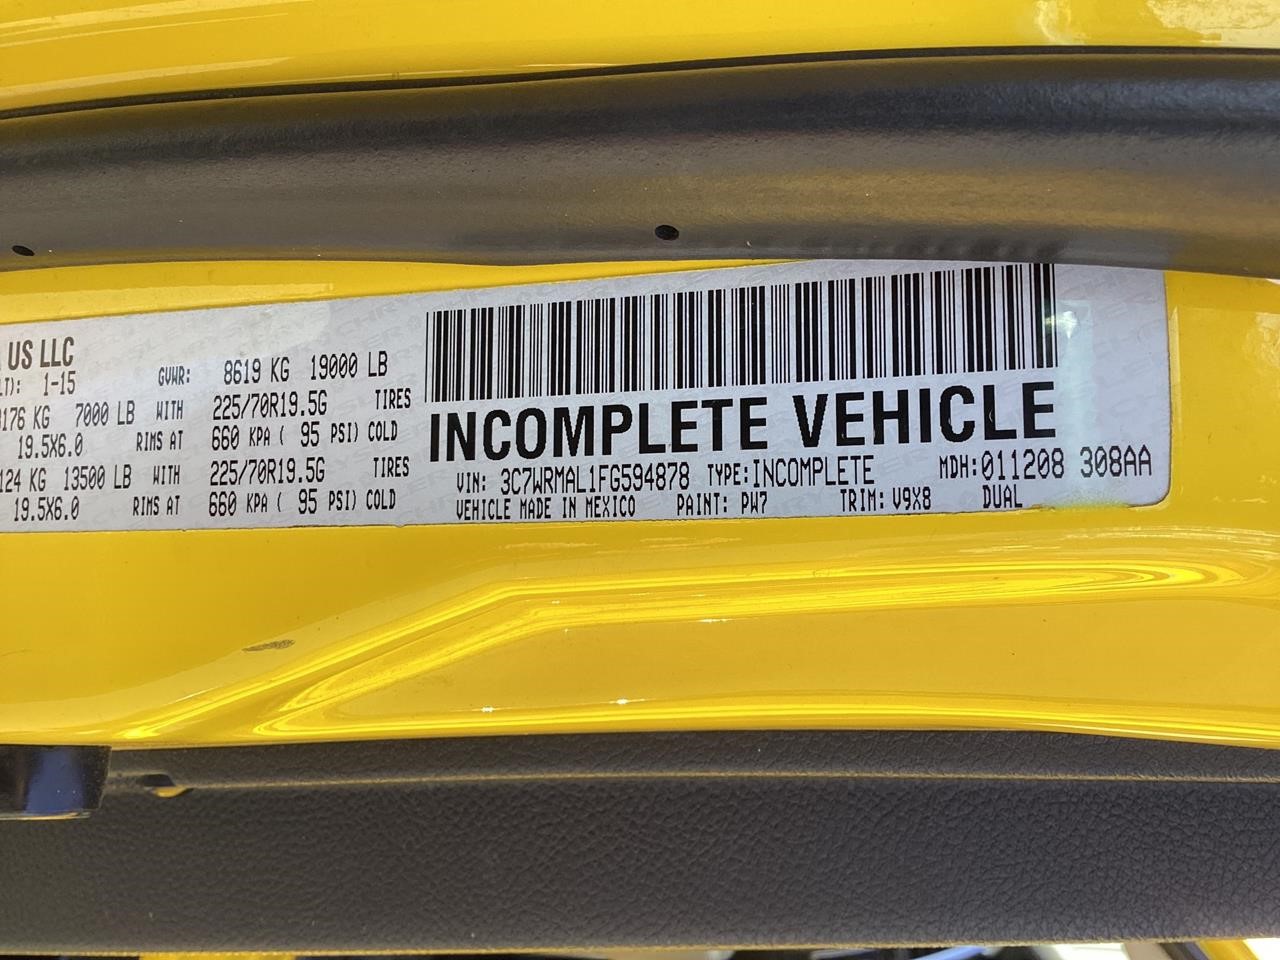 US LLC
LT): 1-15 GVWR: 8619 KG 19000 LB
176 KG 7000 LB WITH 225/70R19.5G TIRES
19.5X6.0 RIMS AT 660 KPA ( 95 PSI) COLD
124 KG 13500 LB WITH 225/70R19.5G TIRES
19.5X6.0 RIMS AT 660 KPA ( 95 PSI) COLD
INCOMPLETE VEHICLE
VIN: 3C7WRMAL1FG594878 TYPE:INCOMPLETE MDH:011208 308AA
VEHICLE MADE IN MEXICO PAINT: PW7 TRIM: V9X8 DUAL